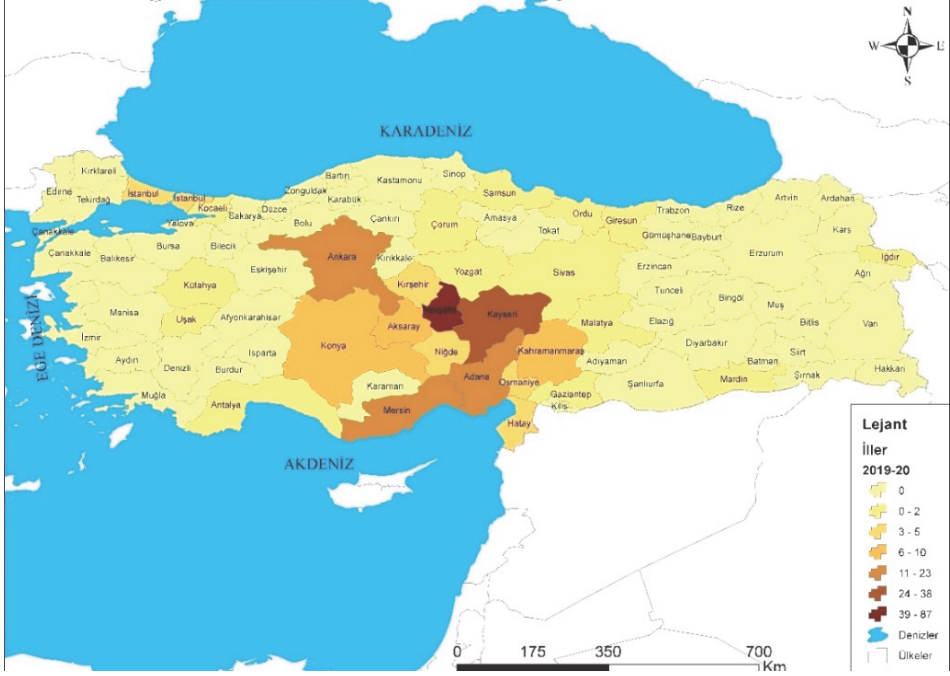 N
W
E
S
KARADENİZ
Kırklareli
Edirne
Tekirdağ
İstanbul
İstanbul
Kocaeli
Yalova
Sakarya
Düzce
Zonguldak
Bartın
Karabük
Kastamonu
Sinop
Samsun
Bolu
Çankırı
Çorum
Amasya
Tokat
Ordu
Giresun
Trabzon
Rize
Artvin
Ardahan
Kars
Gümüşhane
Bayburt
Erzurum
Iğdır
Ağrı
Çanakkale
Çanakkale
Balıkesir
Bursa
Bilecik
Eskişehir
Ankara
Kırıkkale
Yozgat
Sivas
Erzincan
Tunceli
Bingöl
Muş
Kütahya
Kırşehir
Kayseri
Manisa
Uşak
Afyonkarahisar
Konya
Aksaray
Niğde
Kahramanmaraş
Malatya
Elazığ
Diyarbakır
Bitlis
Van
Siirt
Batman
Şırnak
Hakkari
İzmir
Aydın
Denizli
Burdur
Isparta
Muğla
Antalya
Karaman
Mersin
Adana
Osmaniye
Hatay
Gaziantep
Kilis
Adıyaman
Şanlıurfa
Mardin
EGE DENİZİ
AKDENİZ
Lejant
İller
2019-20
0
0 - 2
3 - 5
6 - 10
11 - 23
24 - 38
39 - 87
Denizler
Ülkeler
0 175 350 700
Km